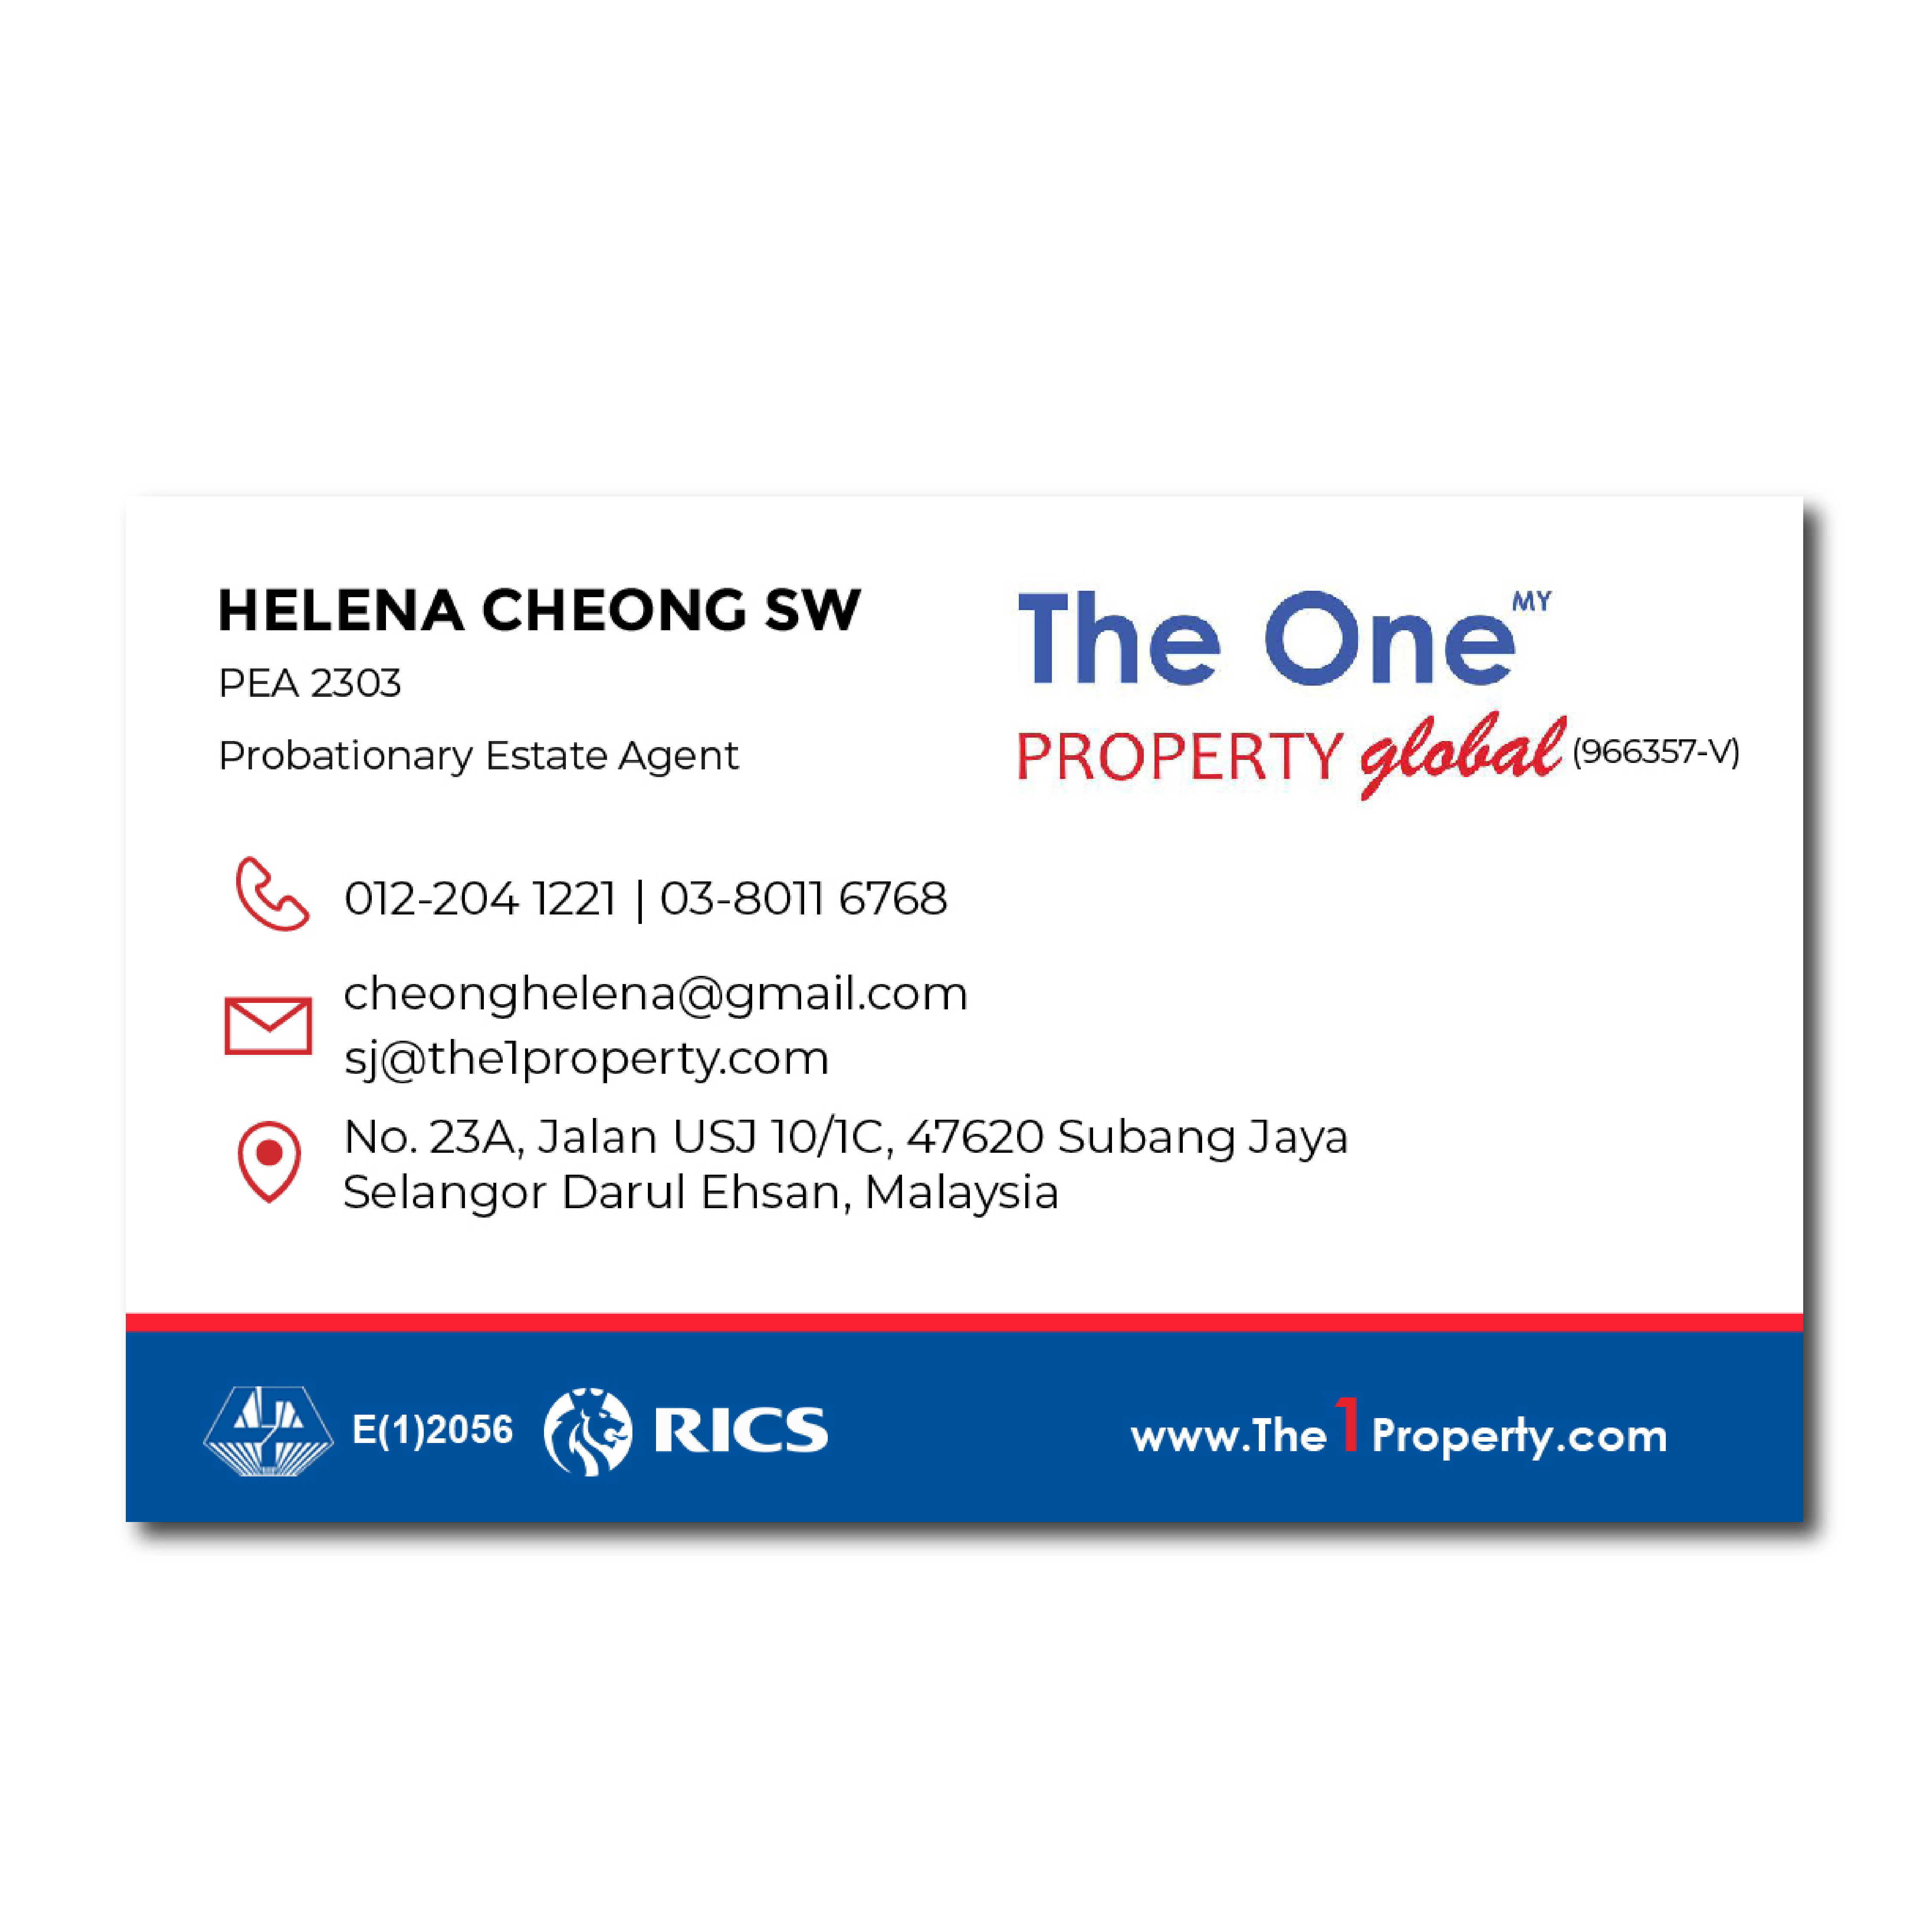 HELENA CHEONG SW
PEA 2303
Probationary Estate Agent
The One MY
PROPERTY global (966357-V)
012-204 1221 | 03-8011 6768
cheonghelena@gmail.com
sj@the1property.com
No. 23A, Jalan USJ 10/1C, 47620 Subang Jaya
Selangor Darul Ehsan, Malaysia
E(1)2056
RICS
www.The1Property.com